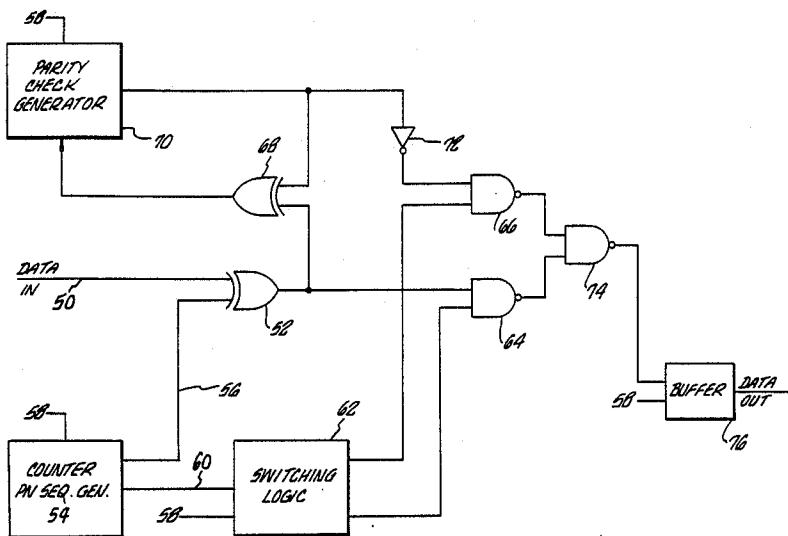 58
PARITY
CHECK
GENERATOR
70
68
72
66
DATA
IN
50
52
64
74
56
58
62
BUFFER
DATA
OUT
58
76
COUNTER
PN SEQ. GEN.
54
60
58
SWITCHING
LOGIC